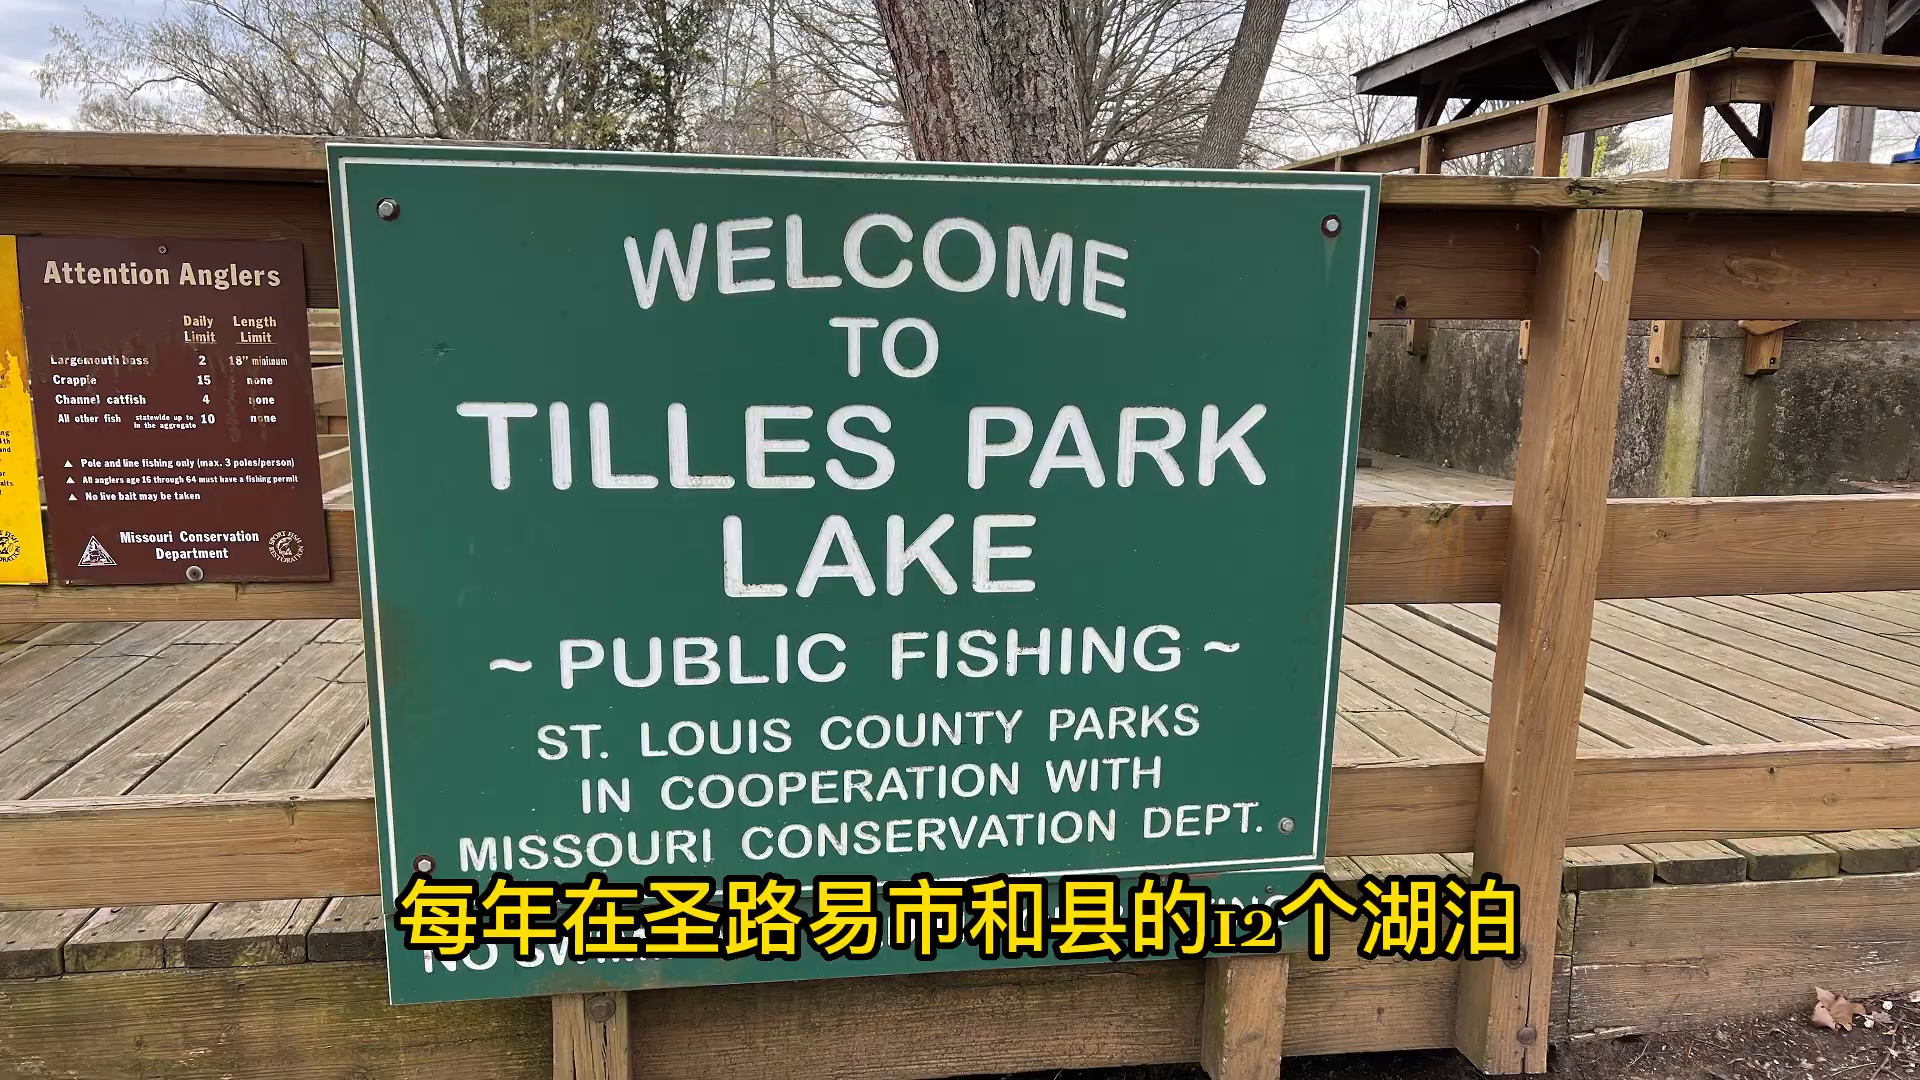 Attention Anglers
Daily Limit Length Limit
Largemouth bass 2 18" minimum
Crappie 15 none
Channel catfish 4 none
All other fish statewide up to in the aggregate 10 none
▲ Pole and line fishing only (max. 3 poles/person)
▲ All anglers age 16 through 64 must have a fishing permit
▲ No live bait may be taken
Missouri Conservation
Department
SPORT FISH RESTORATION
WELCOME
TO
TILLES PARK
LAKE
~ PUBLIC FISHING ~
ST. LOUIS COUNTY PARKS
IN COOPERATION WITH
MISSOURI CONSERVATION DEPT.
NO
每年在圣路易市和县的12个湖泊